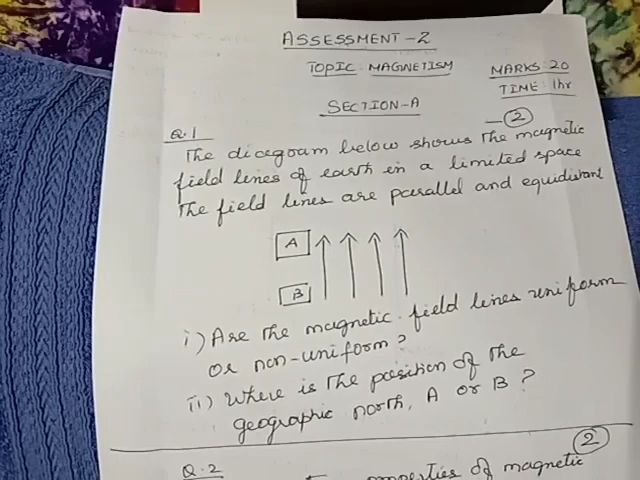 ASSESSMENT-2
TOPIC: MAGNETISM
MARKS: 20
TIME: 1hr
SECTION-A
Q.1
—(2)
The dicegram below shows the magnetic
field lines of earth in a limited space
The field lines are parallel and equidistant
A
B
i) Are the magnetic field lines uniform
or non-uniform?
ii) Where is the position of the
geographic north, A or B?
(2)
Q.2
properties of magnetic